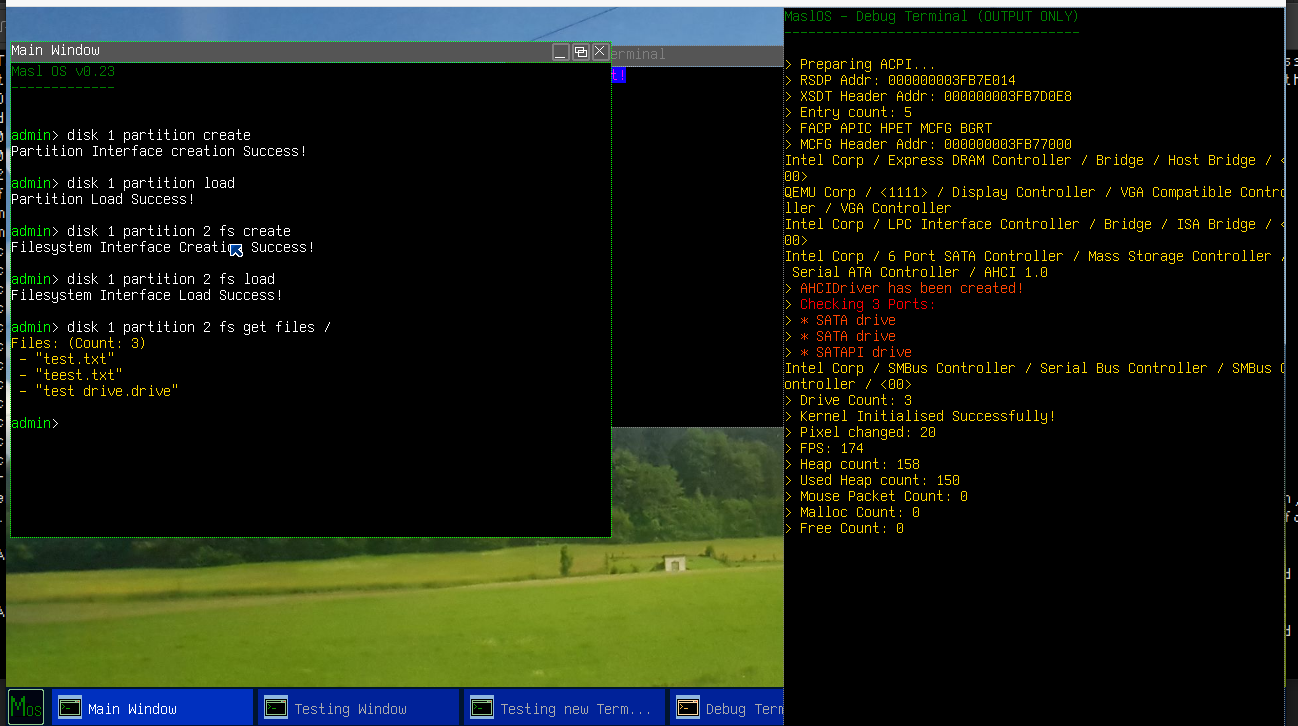 Main Window
Masl OS v0.23
-------------
admin> disk 1 partition create
Partition Interface creation Success!
admin> disk 1 partition load
Partition Load Success!
admin> disk 1 partition 2 fs create
Filesystem Interface Creation Success!
admin> disk 1 partition 2 fs load
Filesystem Interface Load Success!
admin> disk 1 partition 2 fs get files /
Files: (Count: 3)
- "test.txt"
- "teest.txt"
- "test drive.drive"
admin>
erminal
t!
MaslOS - Debug Terminal (OUTPUT ONLY)
-------------------------------------
> Preparing ACPI...
> RSDP Addr: 000000003FB7E014
> XSDT Header Addr: 000000003FB7D0E8
> Entry count: 5
> FACP APIC HPET MCFG BGRT
> MCFG Header Addr: 000000003FB77000
Intel Corp / Express DRAM Controller / Bridge / Host Bridge / <
00>
QEMU Corp / <1111> / Display Controller / VGA Compatible Contro
ller / VGA Controller
Intel Corp / LPC Interface Controller / Bridge / ISA Bridge / <
00>
Intel Corp / 6 Port SATA Controller / Mass Storage Controller /
Serial ATA Controller / AHCI 1.0
> AHCIDriver has been created!
> Checking 3 Ports:
> * SATA drive
> * SATA drive
> * SATAPI drive
Intel Corp / SMBus Controller / Serial Bus Controller / SMBus C
ontroller / <00>
> Drive Count: 3
> Kernel Initialised Successfully!
> Pixel changed: 20
> FPS: 174
> Heap count: 158
> Used Heap count: 150
> Mouse Packet Count: 0
> Malloc Count: 0
> Free Count: 0
Mos
Main Window
Testing Window
Testing new Term...
Debug Term